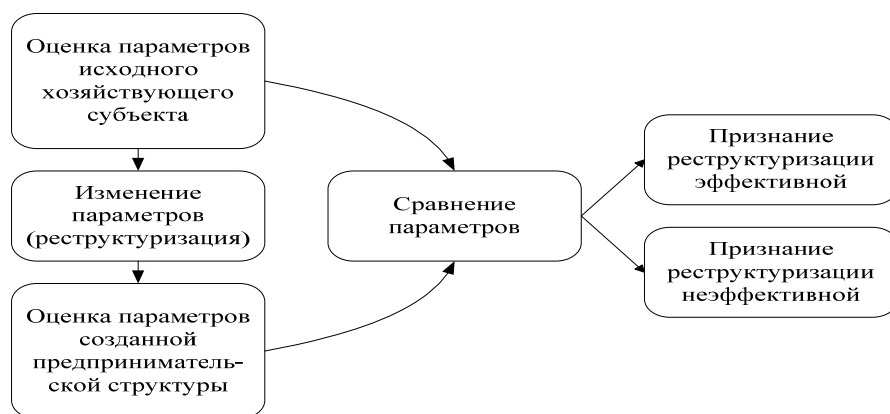 Оценка параметров
исходного
хозяйствующего
субъекта
Изменение
параметров
(реструктуризация)
Оценка параметров
созданной
предприниматель-
ской структуры
Сравнение
параметров
Признание
реструктуризации
эффективной
Признание
реструктуризации
неэффективной